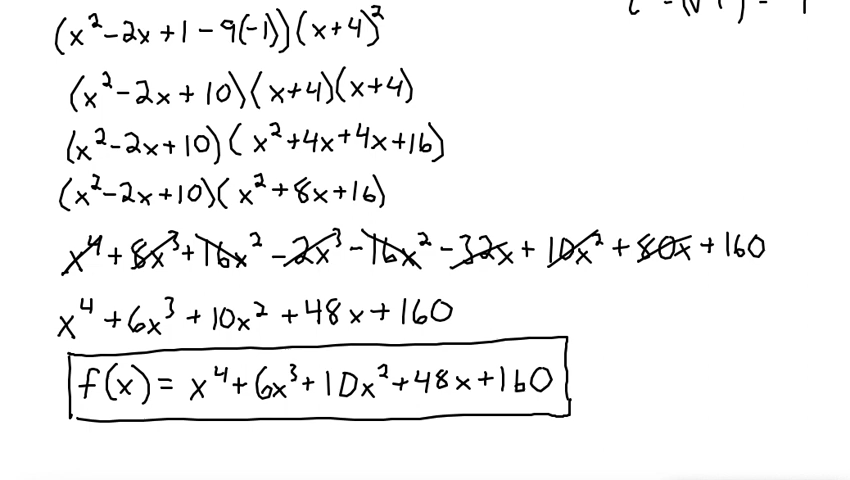 (x² - 2x + 1 - 9(-1))(x+4)²
(x² - 2x + 10)(x+4)(x+4)
(x² - 2x + 10)(x² + 4x + 4x + 16)
(x² - 2x + 10)(x² + 8x + 16)
x⁴ + 8x³ + 16x² - 2x³ - 16x² - 32x + 10x² + 80x + 160
x⁴ + 6x³ + 10x² + 48x + 160
f(x) = x⁴ + 6x³ + 10x² + 48x + 160